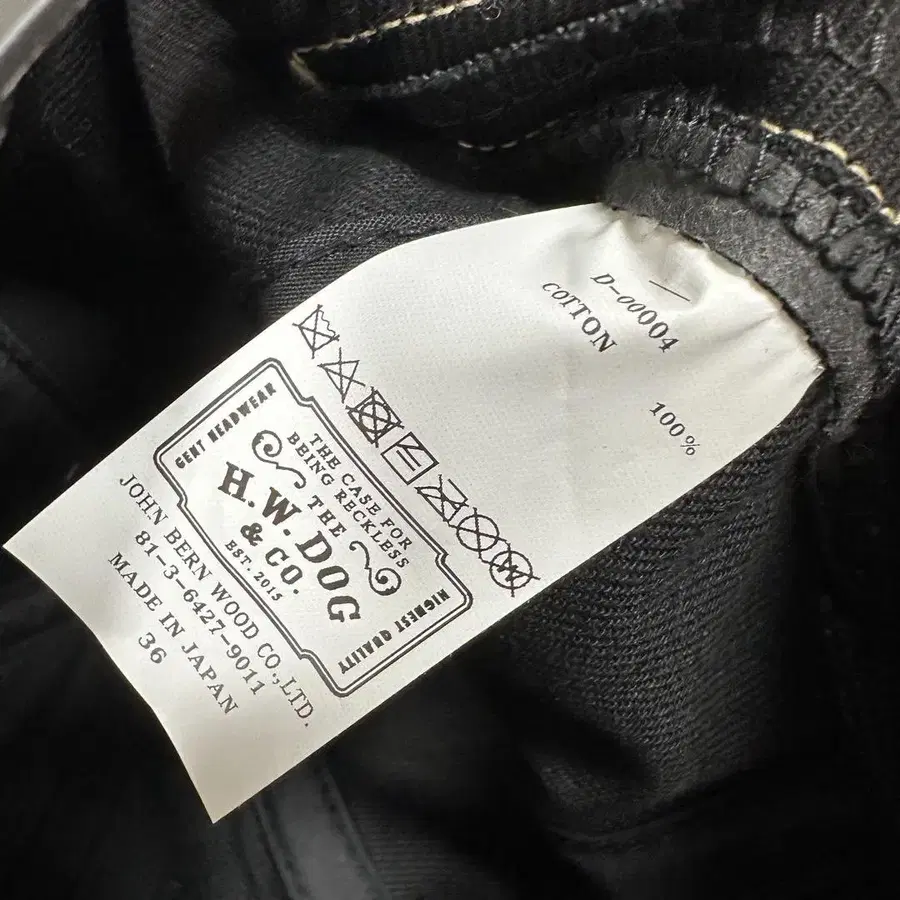 D-00004
COTTON 100%
GENT HEADWEAR
THE CASE FOR
BEING RECKLESS
THE
H.W. DOG
& CO.
EST. 2015
HIGHEST QUALITY
JOHN BERN WOOD CO.,LTD.
81-3-6427-9011
MADE IN JAPAN
36